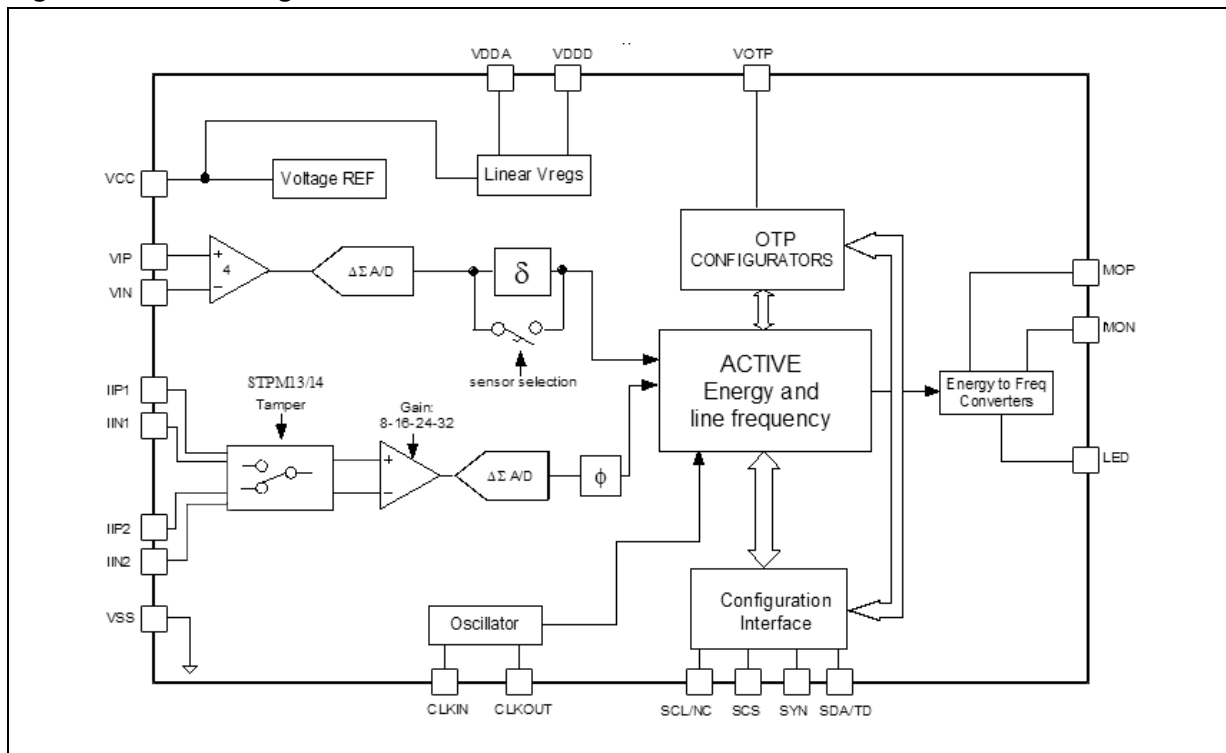 VDDA
VDDD
VOTP
VCC
Voltage REF
Linear Vregs
VIP
VIN
+
4
−
ΔΣ A/D
δ
sensor selection
OTP
CONFIGURATORS
MOP
MON
ACTIVE
Energy and
line frequency
Energy to Freq
Converters
LED
IIP1
IIN1
STPM13/14
Tamper
Gain:
8-16-24-32
+
−
ΔΣ A/D
ϕ
IIP2
IIN2
VSS
Oscillator
Configuration
Interface
CLKIN
CLKOUT
SCL/NC
SCS
SYN
SDA/TD